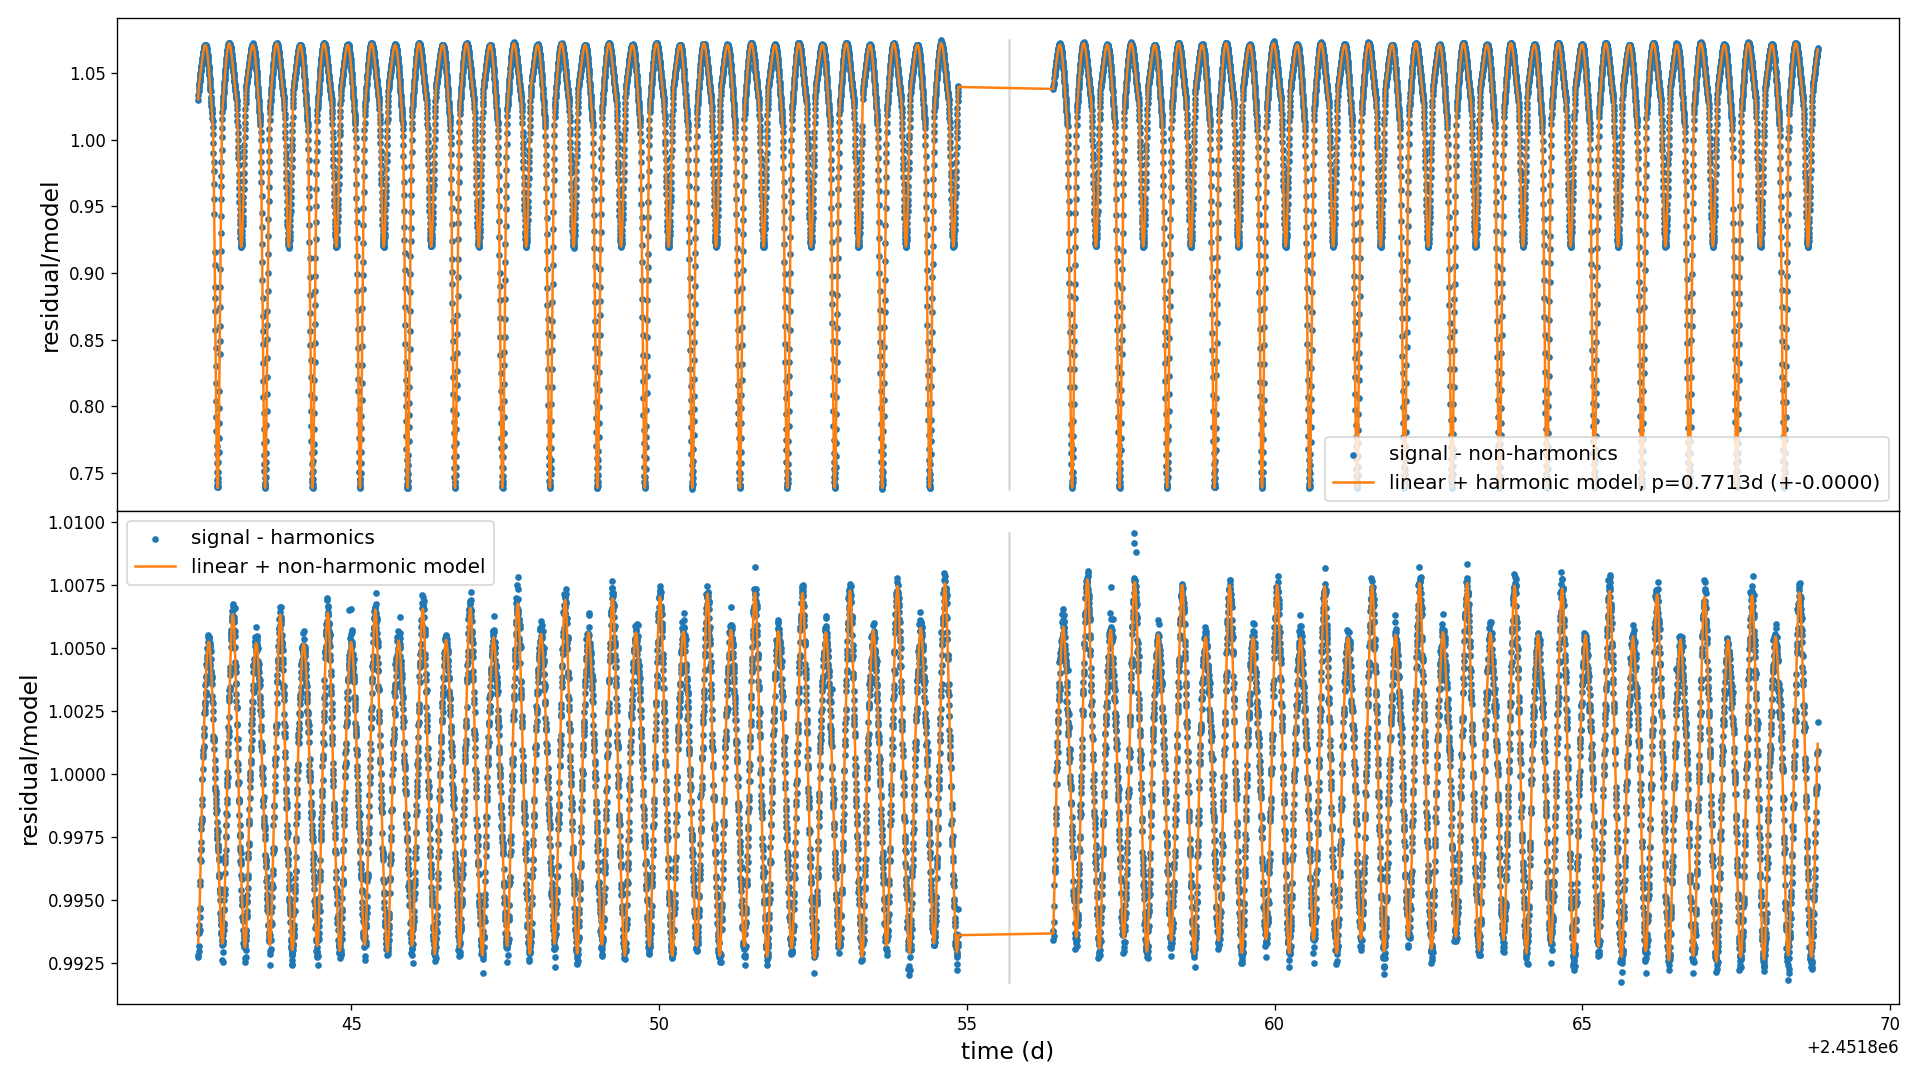 1.05
1.00
0.95
0.90
0.85
0.80
0.75
residual/model
signal - non-harmonics
linear + harmonic model, p=0.7713d (+-0.0000)
1.0100
1.0075
1.0050
1.0025
1.0000
0.9975
0.9950
0.9925
residual/model
signal - harmonics
linear + non-harmonic model
45
50
55
60
65
70
time (d)
+2.4518e6